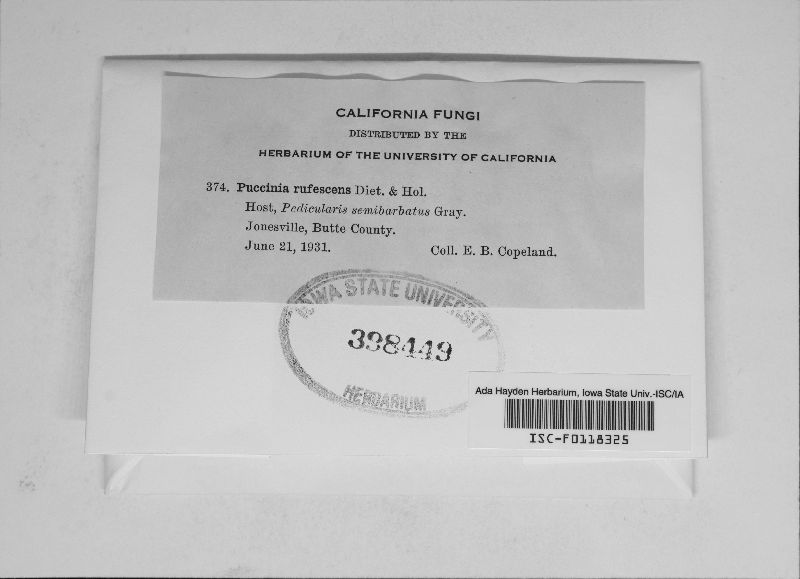 CALIFORNIA FUNGI
DISTRIBUTED BY THE
HERBARIUM OF THE UNIVERSITY OF CALIFORNIA
374. Puccinia rufescens Diet. & Hol.
Host, Pedicularis semibarbatus Gray.
Jonesville, Butte County.
June 21, 1931. Coll. E. B. Copeland.
IOWA STATE UNIVERSITY
398449
HERBARIUM
Ada Hayden Herbarium, Iowa State Univ.-ISC/IA
ISC-F0118325